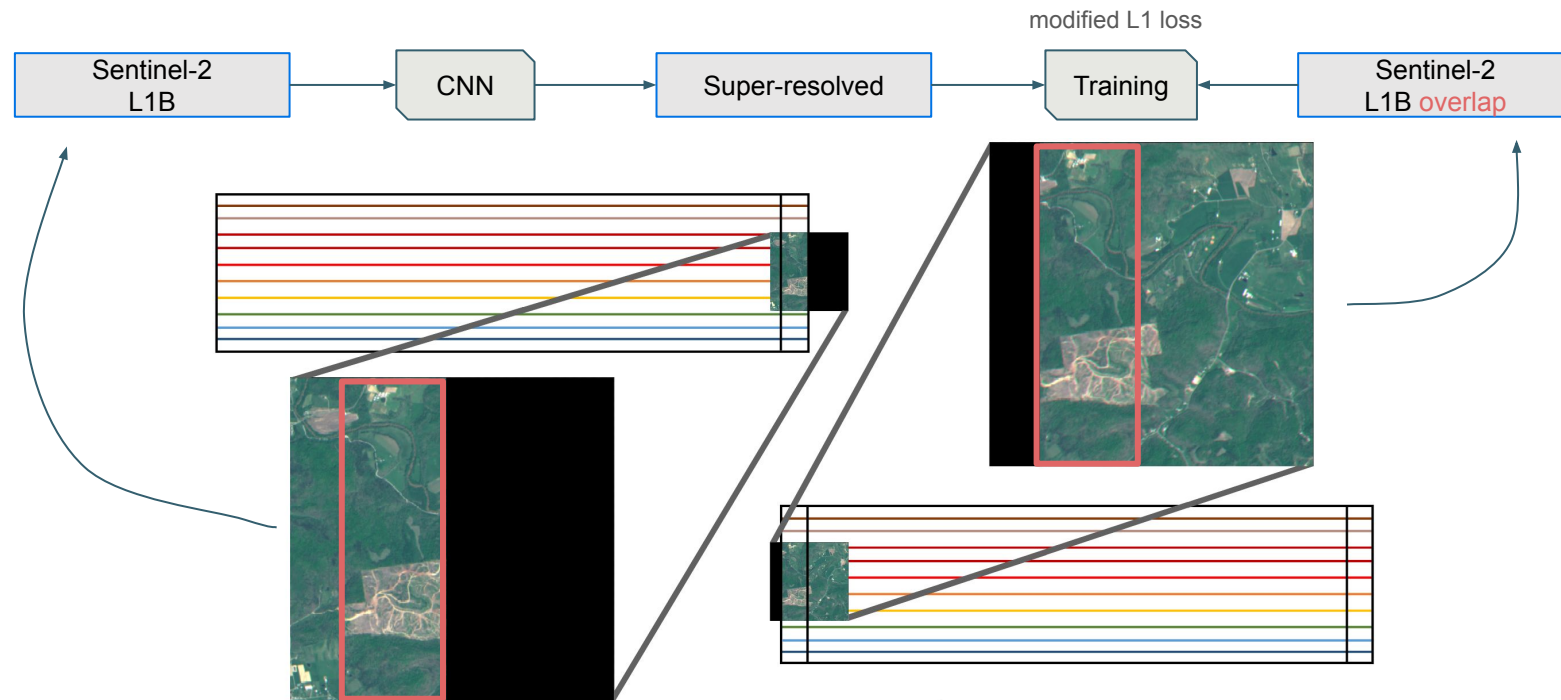 modified L1 loss
Sentinel-2
L1B
CNN
Super-resolved
Training
Sentinel-2
L1B overlap